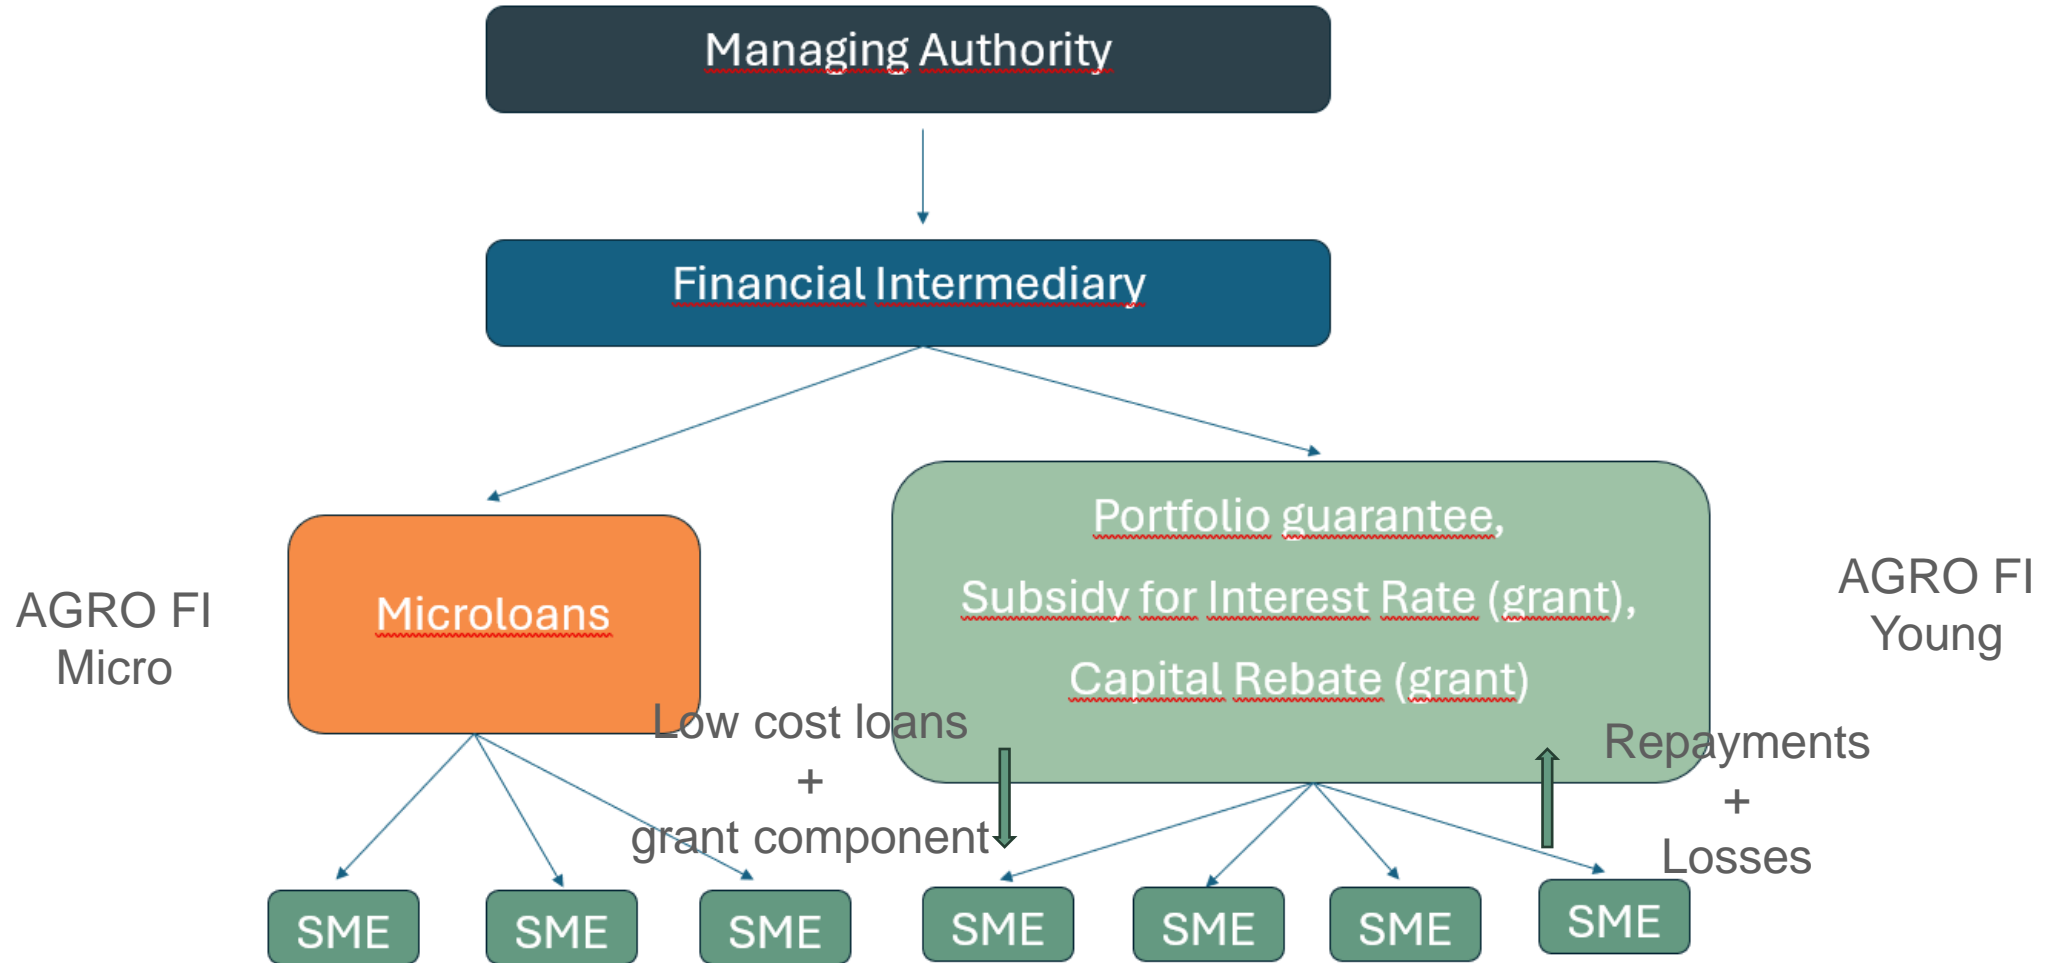 Managing Authority
Financial Intermediary
AGRO FI
Micro
Microloans
Portfolio guarantee,
Subsidy for Interest Rate (grant),
Capital Rebate (grant)
AGRO FI
Young
Low cost loans
+
grant component
Repayments
+
Losses
SME
SME
SME
SME
SME
SME
SME